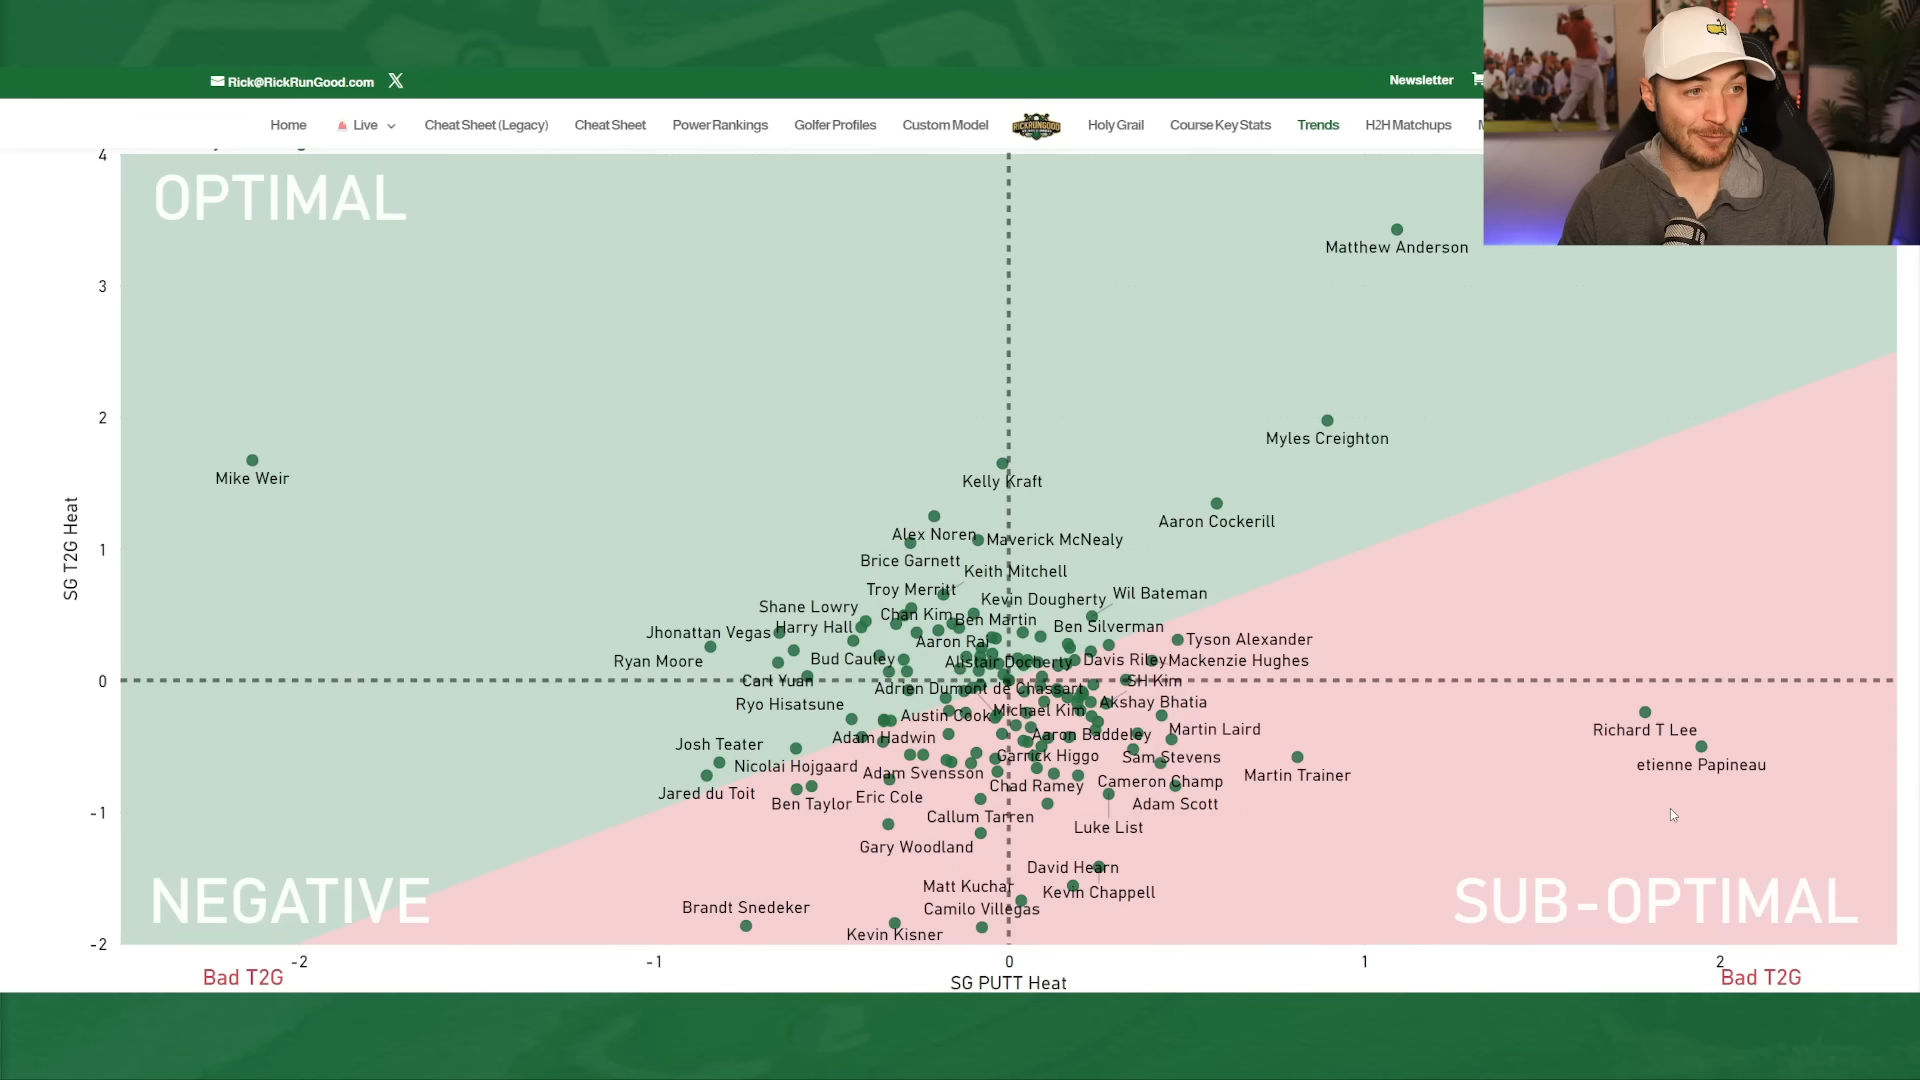 Rick@RickRunGood.com
Newsletter
Home
Live
Cheat Sheet (Legacy)
Cheat Sheet
Power Rankings
Golfer Profiles
Custom Model
RICKRUNGOOD
Holy Grail
Course Key Stats
Trends
H2H Matchups
4
OPTIMAL
Matthew Anderson
3
2
Myles Creighton
Mike Weir
Kelly Kraft
SG T2G Heat
Aaron Cockerill
Alex Noren
Maverick McNealy
1
Brice Garnett
Keith Mitchell
Troy Merritt
Wil Bateman
Kevin Dougherty
Shane Lowry
Chan Kim
Ben Martin
Harry Hall
Ben Silverman
Jhonattan Vegas
Aaron Rai
Tyson Alexander
Ryan Moore
Bud Cauley
Alistair Docherty
Davis Riley
Mackenzie Hughes
0
Carl Yuan
Adrien Dumont de Chassart
SH Kim
Ryo Hisatsune
Akshay Bhatia
Austin Cook
Michael Kim
Richard T Lee
Martin Laird
Adam Hadwin
Aaron Baddeley
Josh Teater
Garrick Higgo
Sam Stevens
etienne Papineau
Nicolai Hojgaard
Adam Svensson
Martin Trainer
Cameron Champ
Chad Ramey
Jared du Toit
Eric Cole
Ben Taylor
Adam Scott
-1
Callum Tarren
Luke List
Gary Woodland
David Hearn
Matt Kuchar
Kevin Chappell
NEGATIVE
SUB-OPTIMAL
Brandt Snedeker
Camilo Villegas
Kevin Kisner
-2
-2
-1
0
1
2
Bad T2G
SG PUTT Heat
Bad T2G